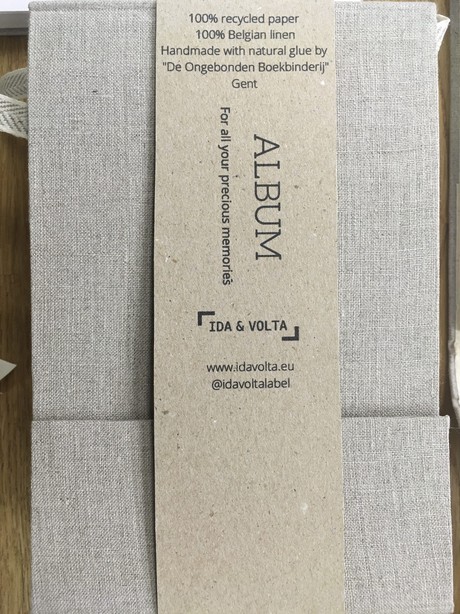 100% recycled paper
100% Belgian linen
Handmade with natural glue by
"De Ongebonden Boekbinderij"
Gent
ALBUM
For all your precious memories
IDA & VOLTA
www.idavolta.eu
@idavoltalabel